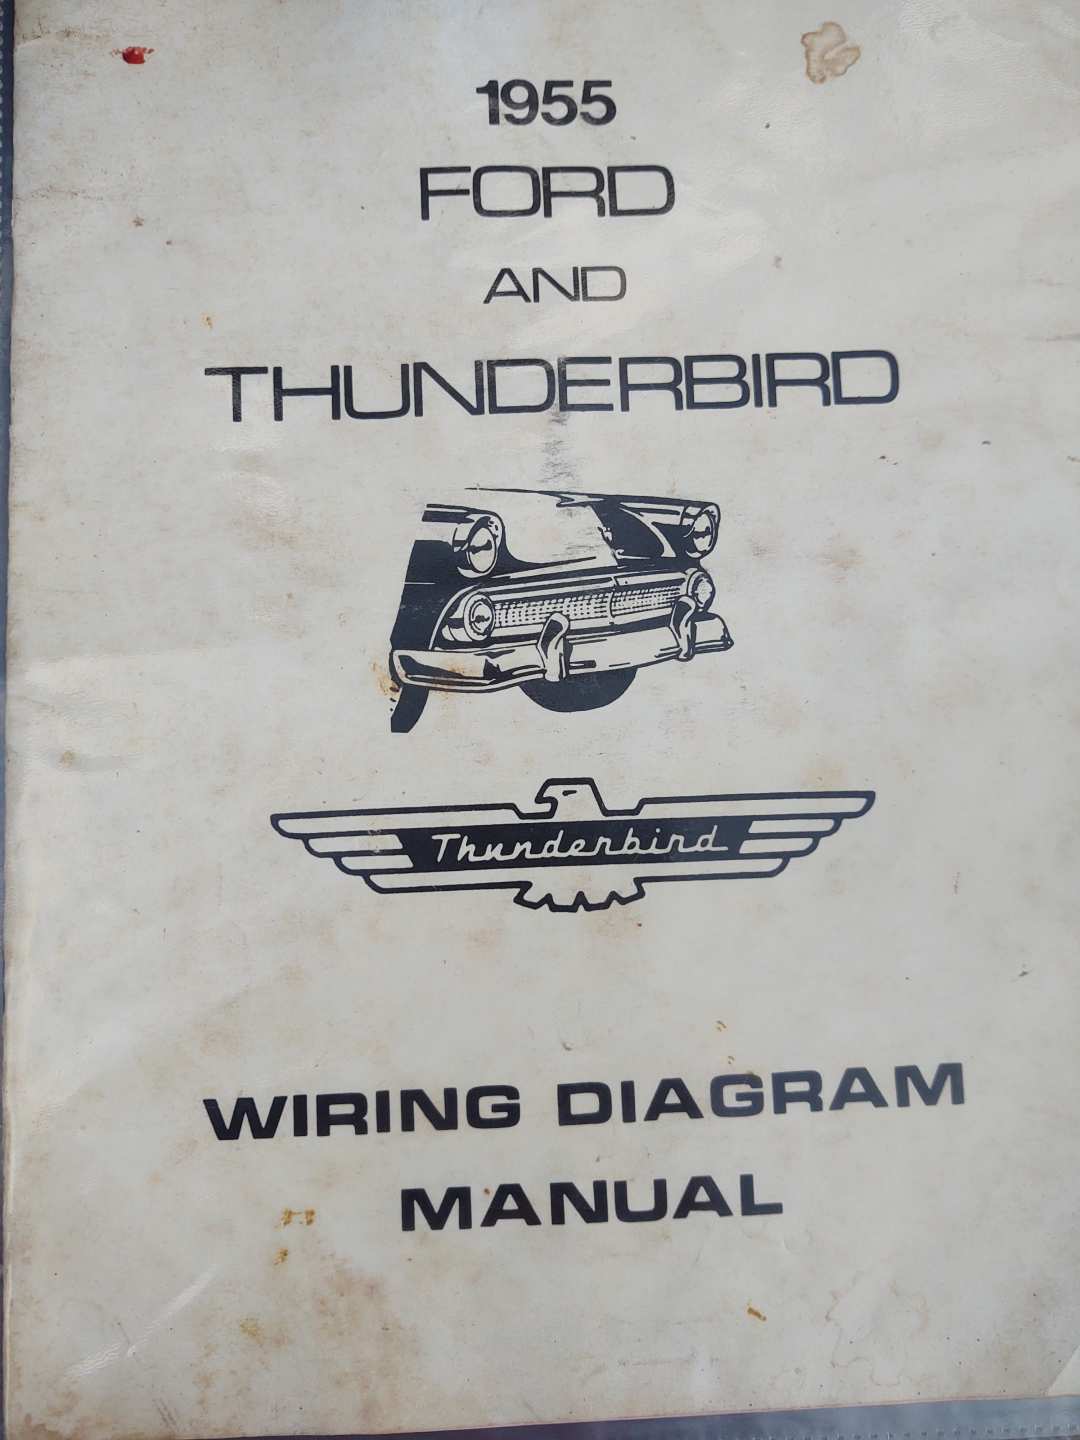 1955
FORD
AND
THUNDERBIRD
Thunderbird
WIRING DIAGRAM
MANUAL